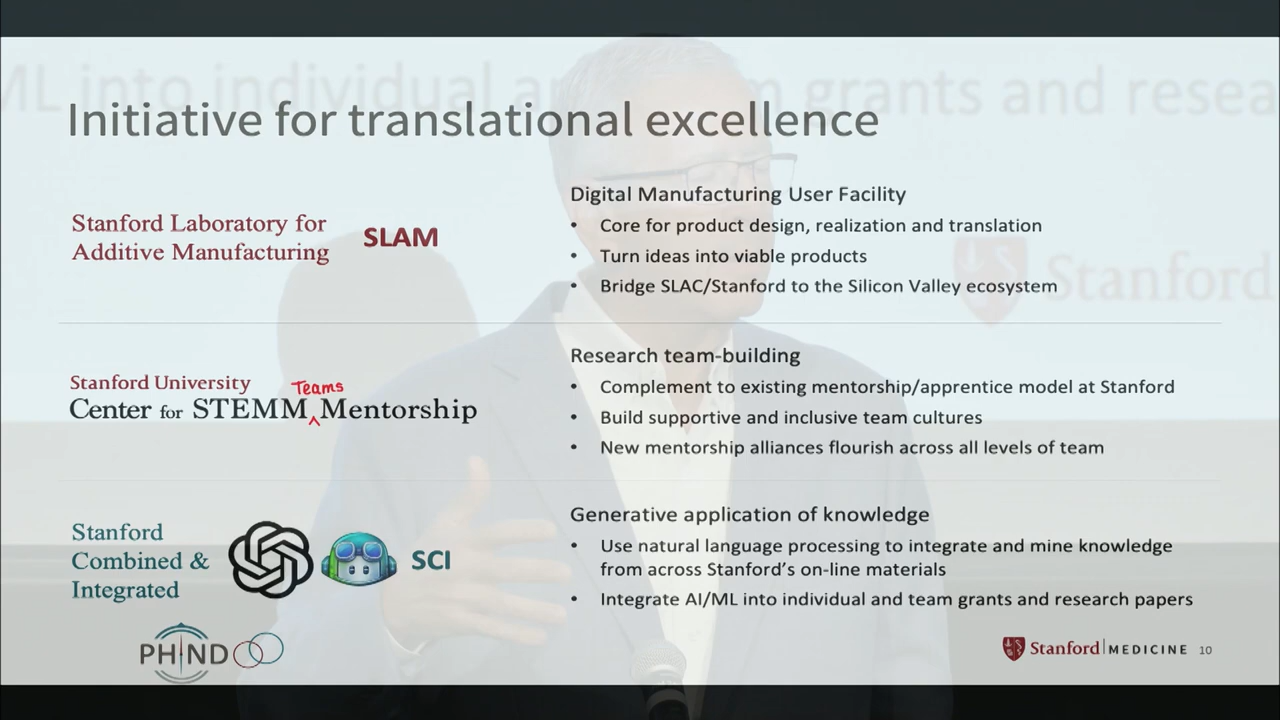 ML into individual and team grants and resea
Initiative for translational excellence
Stanford Laboratory for
Additive Manufacturing
SLAM
Digital Manufacturing User Facility
• Core for product design, realization and translation
• Turn ideas into viable products
• Bridge SLAC/Stanford to the Silicon Valley ecosystem
Stanford
Stanford University
Teams
Center for STEMM Mentorship
Research team-building
• Complement to existing mentorship/apprentice model at Stanford
• Build supportive and inclusive team cultures
• New mentorship alliances flourish across all levels of team
Stanford
Combined &
Integrated
SCI
Generative application of knowledge
• Use natural language processing to integrate and mine knowledge
from across Stanford's on-line materials
• Integrate AI/ML into individual and team grants and research papers
PHIND
Stanford MEDICINE 10